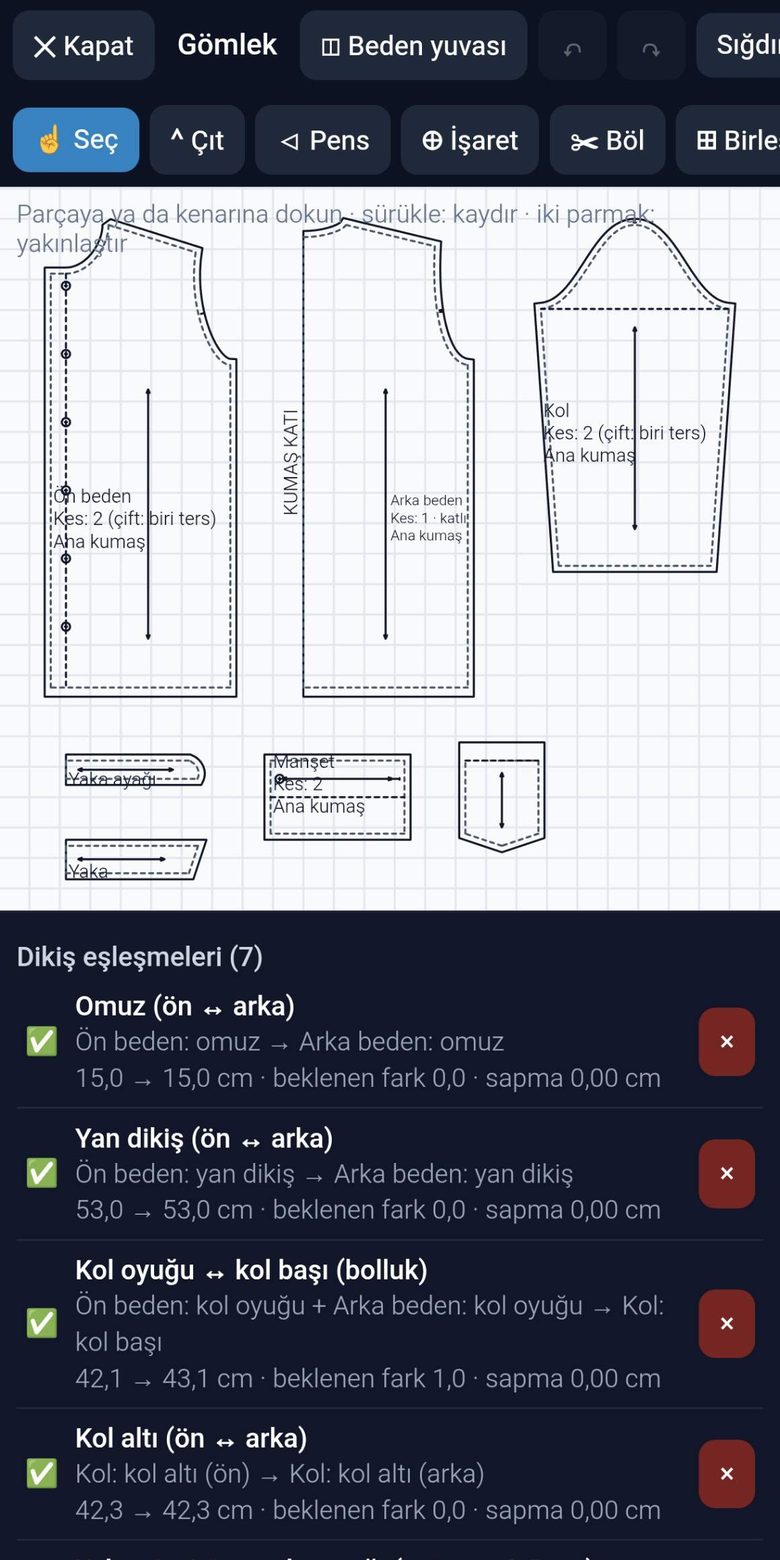 × Kapat
Gömlek
Beden yuvası
Sığdı
Seç
^ Çıt
Pens
İşaret
Böl
Birle
Parçaya ya da kenarına dokun · sürükle: kaydır · iki parmak:
yakınlaştır
Ön beden
Kes: 2 (çift: biri ters)
Ana kumaş
KUMAŞ KATI
Arka beden
Kes: 1 · katlı
Ana kumaş
Kol
Kes: 2 (çift: biri ters)
Ana kumaş
Yaka ayağı
Manşet
Kes: 2
Ana kumaş
Yaka
Dikiş eşleşmeleri (7)
Omuz (ön ↔ arka)
Ön beden: omuz → Arka beden: omuz
15,0 → 15,0 cm · beklenen fark 0,0 · sapma 0,00 cm
×
Yan dikiş (ön ↔ arka)
Ön beden: yan dikiş → Arka beden: yan dikiş
53,0 → 53,0 cm · beklenen fark 0,0 · sapma 0,00 cm
×
Kol oyuğu ↔ kol başı (bolluk)
Ön beden: kol oyuğu + Arka beden: kol oyuğu → Kol:
kol başı
42,1 → 43,1 cm · beklenen fark 1,0 · sapma 0,00 cm
×
Kol altı (ön ↔ arka)
Kol: kol altı (ön) → Kol: kol altı (arka)
42,3 → 42,3 cm · beklenen fark 0,0 · sapma 0,00 cm
×